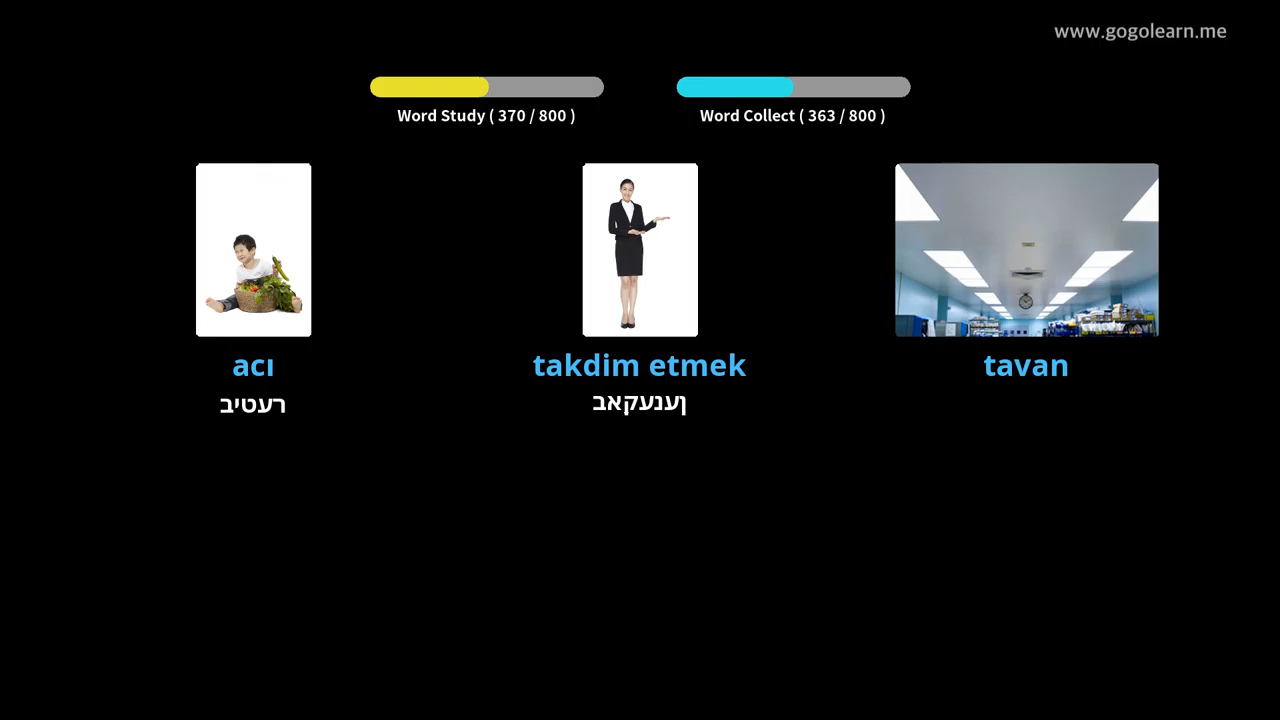 www.gogolearn.me
Word Study ( 370 / 800 )
Word Collect ( 363 / 800 )
acı
רעטיב
takdim etmek
ןענעקאב
tavan